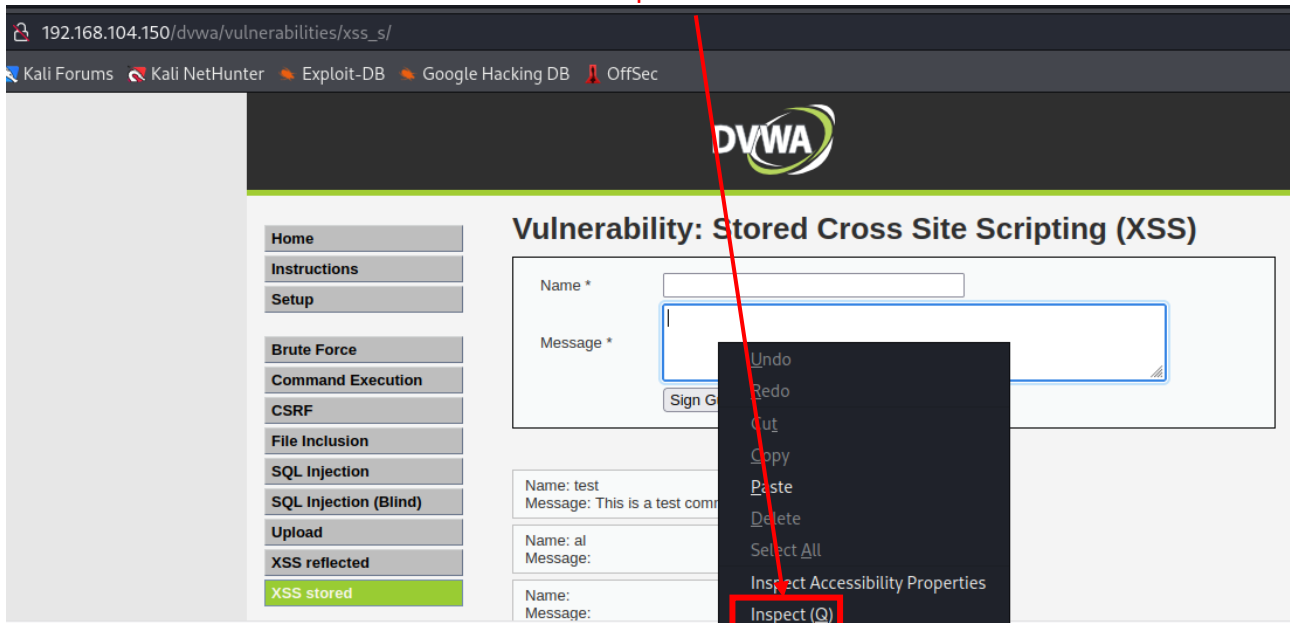 192.168.104.150/dvwa/vulnerabilities/xss_s/
Kali Forums Kali NetHunter Exploit-DB Google Hacking DB OffSec
DVWA
Home
Instructions
Setup
Brute Force
Command Execution
CSRF
File Inclusion
SQL Injection
SQL Injection (Blind)
Upload
XSS reflected
XSS stored
Vulnerability: Stored Cross Site Scripting (XSS)
Name *
Message *
Sign
Name: test
Message: This is a test
Name: al
Message:
Name:
Message:
Undo
Redo
Cut
Copy
Paste
Delete
Select All
Inspect Accessibility Properties
Inspect (Q)